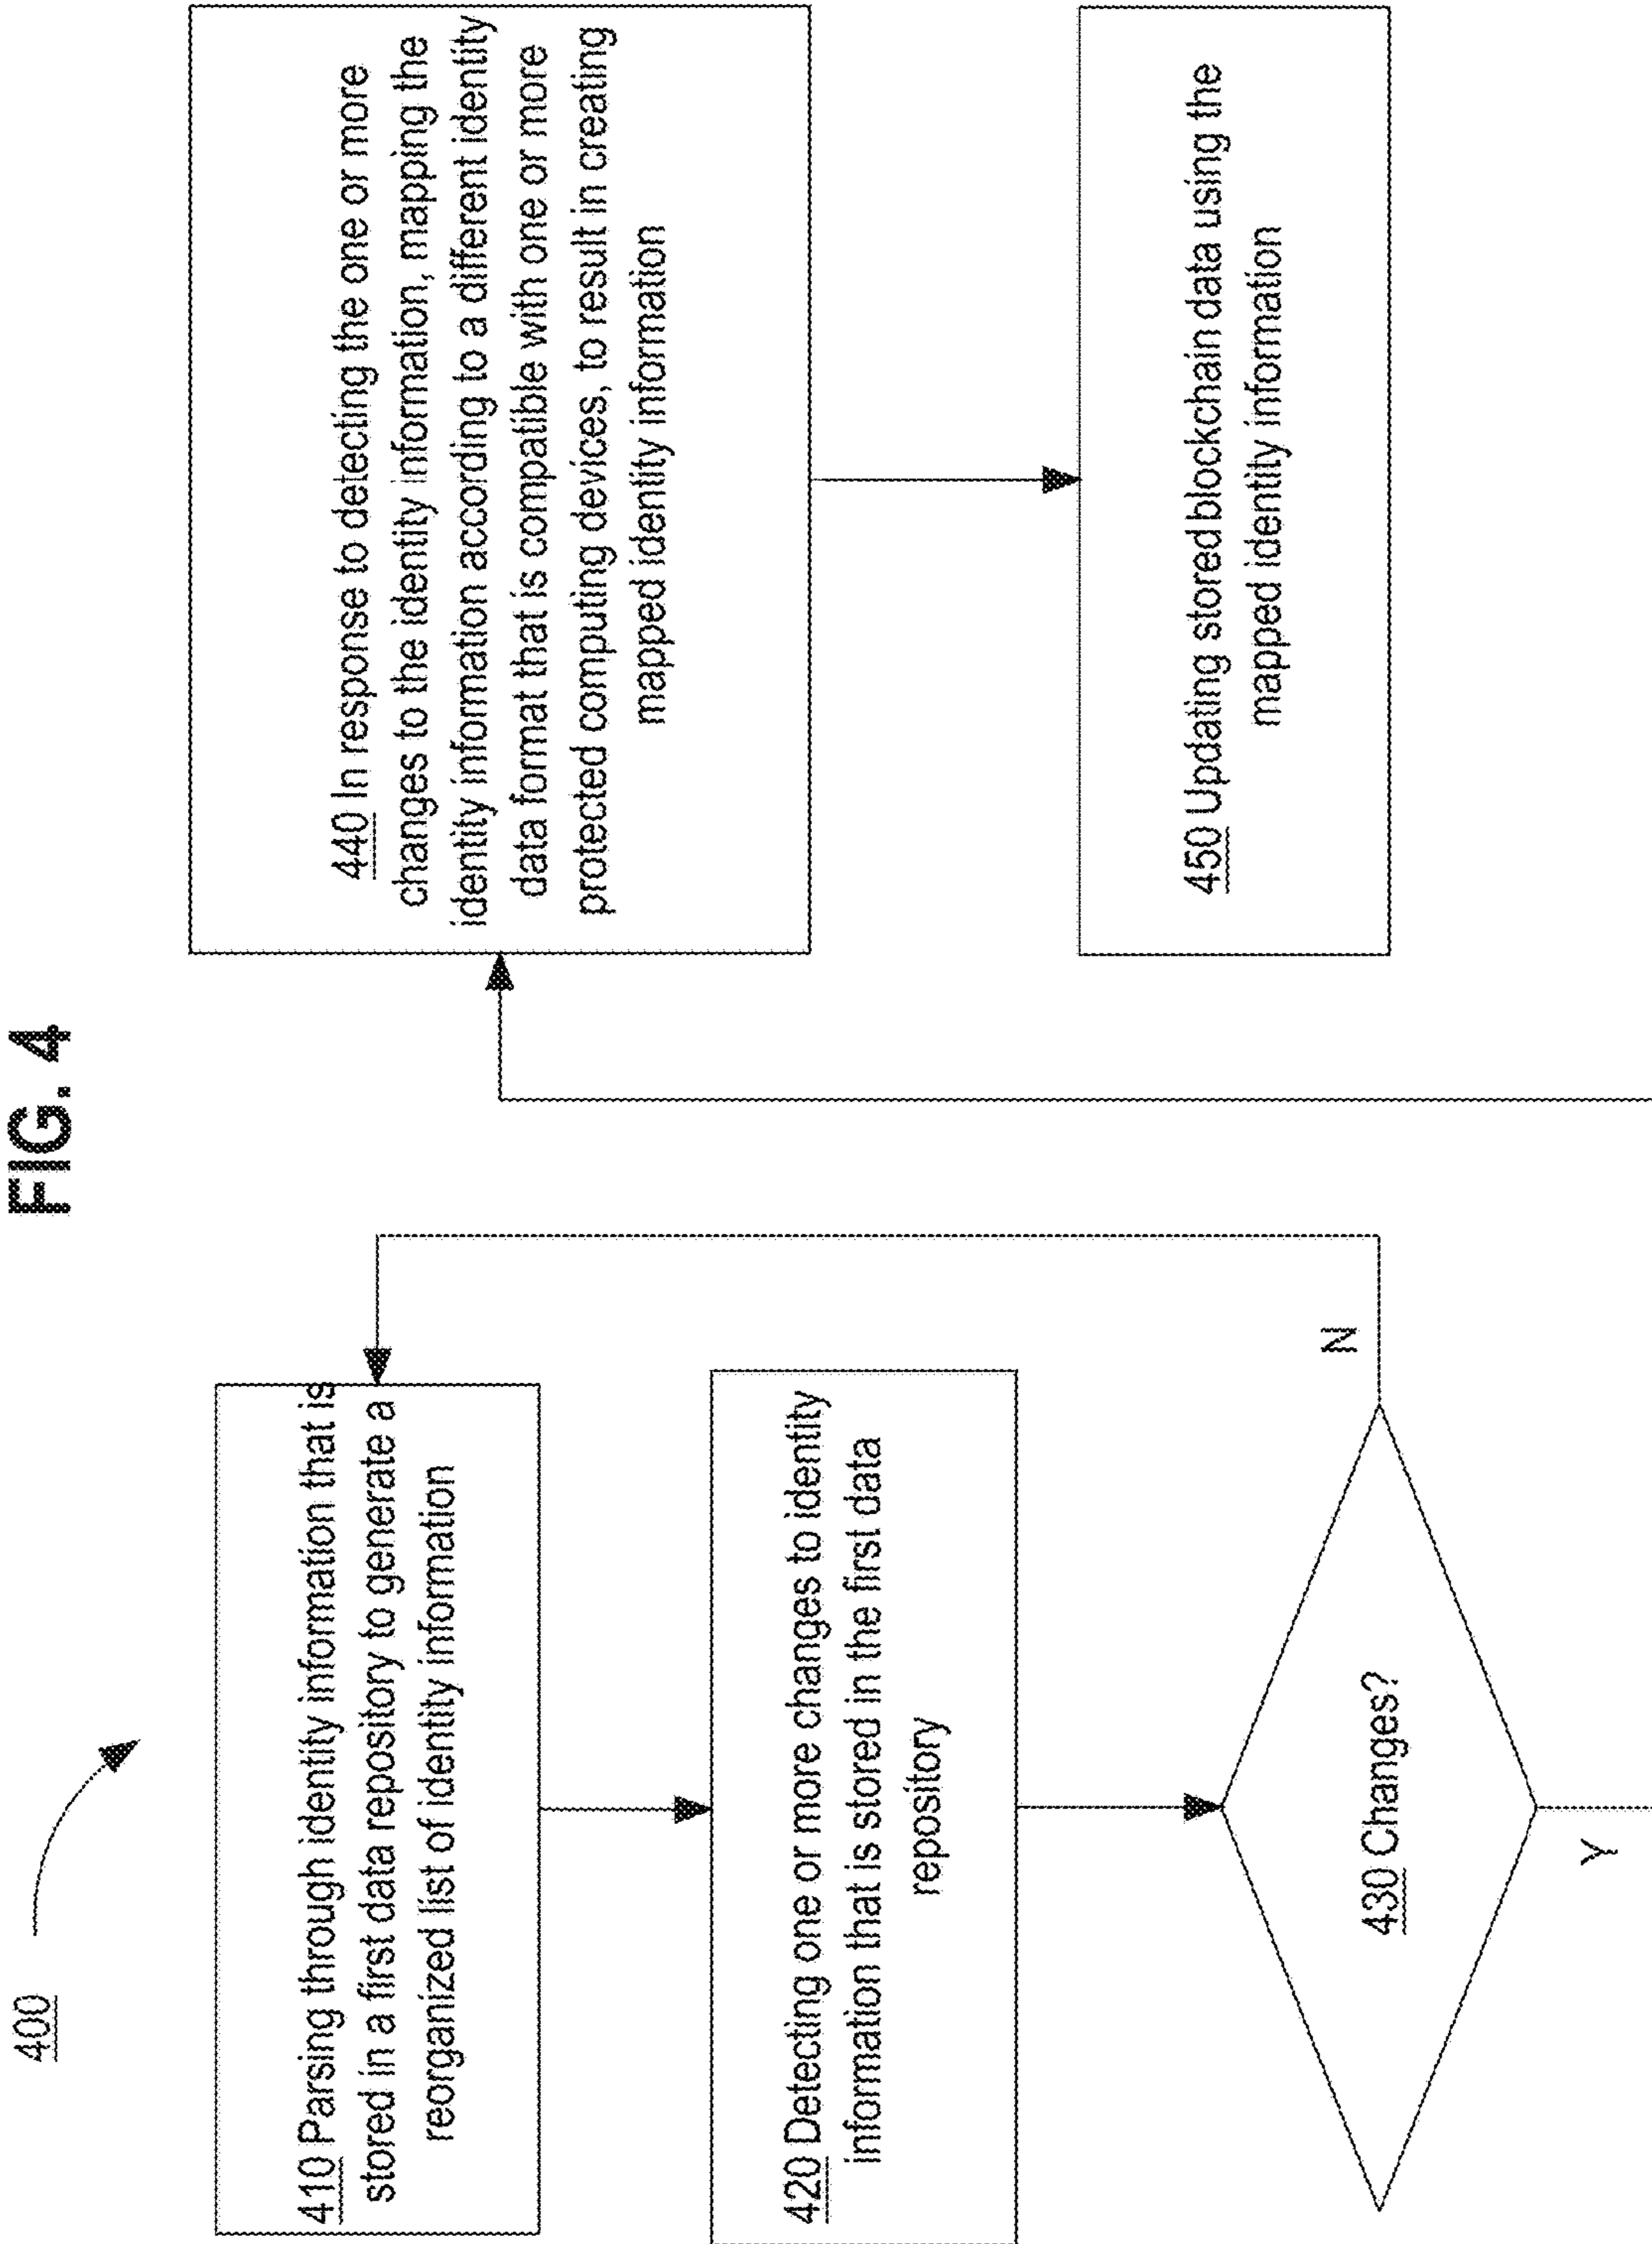 FIG. 4
400
410 Parsing through identity information that is
stored in a first data repository to generate a
reorganized list of identity information
420 Detecting one or more changes to identity
information that is stored in the first data
repository
430 Changes?
N
Y
440 In response to detecting the one or more
changes to the identity information, mapping the
identity information according to a different identity
data format that is compatible with one or more
protected computing devices, to result in creating
mapped identity information
450 Updating stored blockchain data using the
mapped identity information